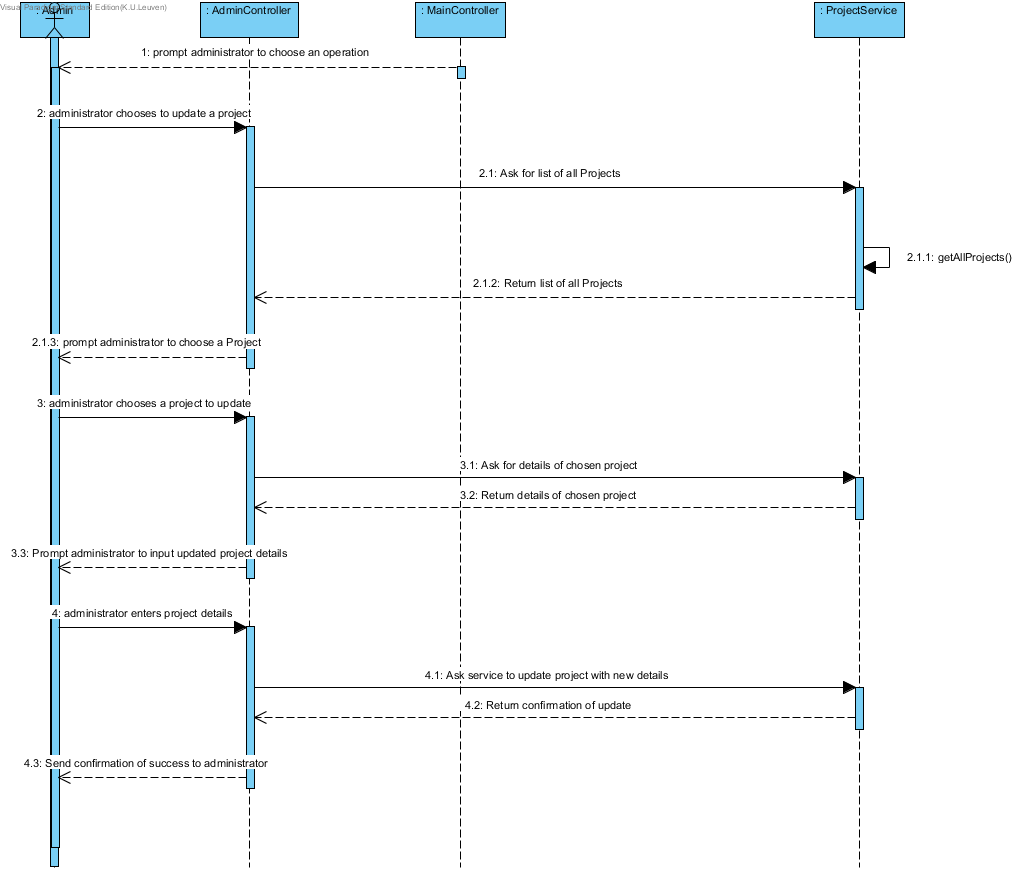 Visual Paradigm Standard Edition(K.U.Leuven)
: Admin
: AdminController
: MainController
: ProjectService
1: prompt administrator to choose an operation
2: administrator chooses to update a project
2.1: Ask for list of all Projects
2.1.1: getAllProjects()
2.1.2: Return list of all Projects
2.1.3: prompt administrator to choose a Project
3: administrator chooses a project to update
3.1: Ask for details of chosen project
3.2: Return details of chosen project
3.3: Prompt administrator to input updated project details
4: administrator enters project details
4.1: Ask service to update project with new details
4.2: Return confirmation of update
4.3: Send confirmation of success to administrator